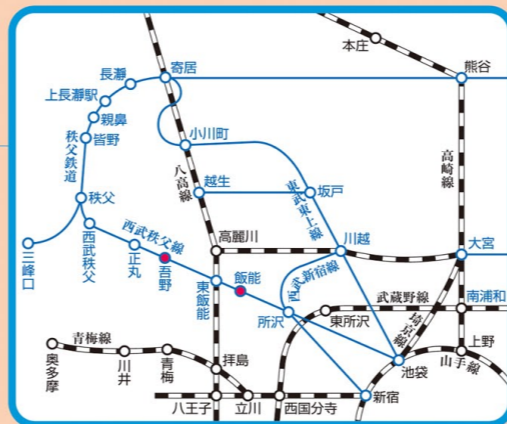 本庄
熊谷
長瀞
寄居
上長瀞駅
親鼻
皆野
秩父鉄道
小川町
八高線
越生
坂戸
東武東上線
高崎線
秩父
西武秩父
西武秩父線
正丸
吾野
三峰口
高麗川
川越
大宮
東飯能
飯能
西武新宿線
所沢
東所沢
武蔵野線
埼京線
南浦和
青梅線
奥多摩
川井
青梅
拝島
池袋
山手線
上野
八王子
立川
西国分寺
新宿